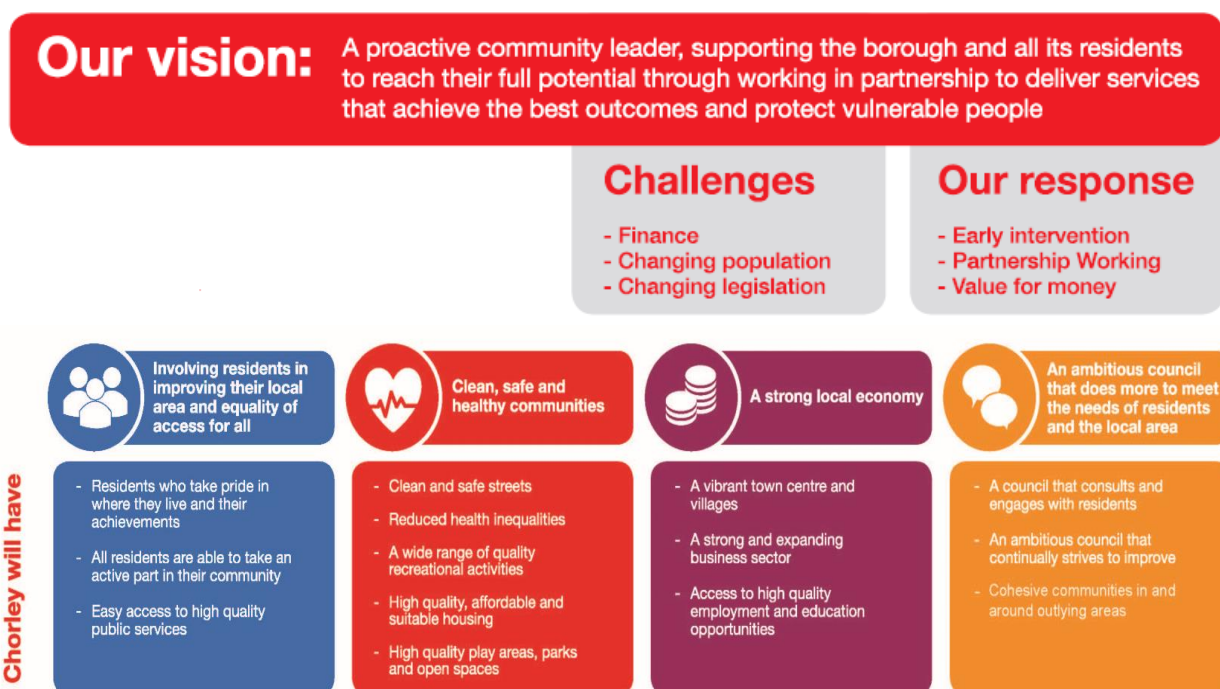 Our vision:
A proactive community leader, supporting the borough and all its residents
to reach their full potential through working in partnership to deliver services
that achieve the best outcomes and protect vulnerable people
Challenges
- Finance
- Changing population
- Changing legislation
Our response
- Early intervention
- Partnership Working
- Value for money
Involving residents in
improving their local
area and equality of
access for all
Clean, safe and
healthy communities
A strong local economy
An ambitious council
that does more to meet
the needs of residents
and the local area
Chorley will have
- Residents who take pride in
where they live and their
achievements
- All residents are able to take an
active part in their community
- Easy access to high quality
public services
- Clean and safe streets
- Reduced health inequalities
- A wide range of quality
recreational activities
- High quality, affordable and
suitable housing
- High quality play areas, parks
and open spaces
- A vibrant town centre and
villages
- A strong and expanding
business sector
- Access to high quality
employment and education
opportunities
- A council that consults and
engages with residents
- An ambitious council that
continually strives to improve
- Cohesive communities in and
around outlying areas